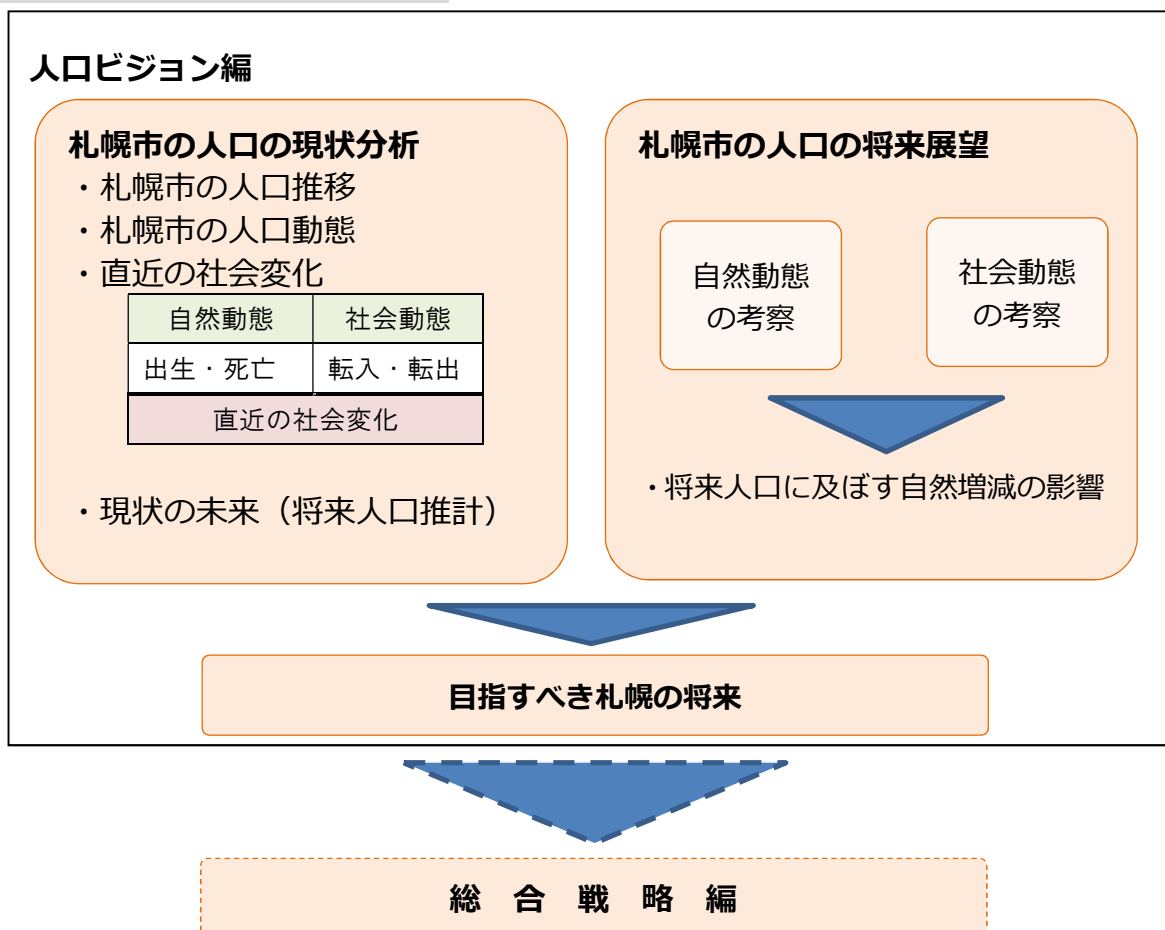 人口ビジョン編
札幌市の人口の現状分析
・札幌市の人口推移
・札幌市の人口動態
・直近の社会変化
自然動態 社会動態
出生・死亡 転入・転出
直近の社会変化
・現状の未来（将来人口推計）
札幌市の人口の将来展望
自然動態
の考察
社会動態
の考察
・将来人口に及ぼす自然増減の影響
目指すべき札幌の将来
総 合 戦 略 編